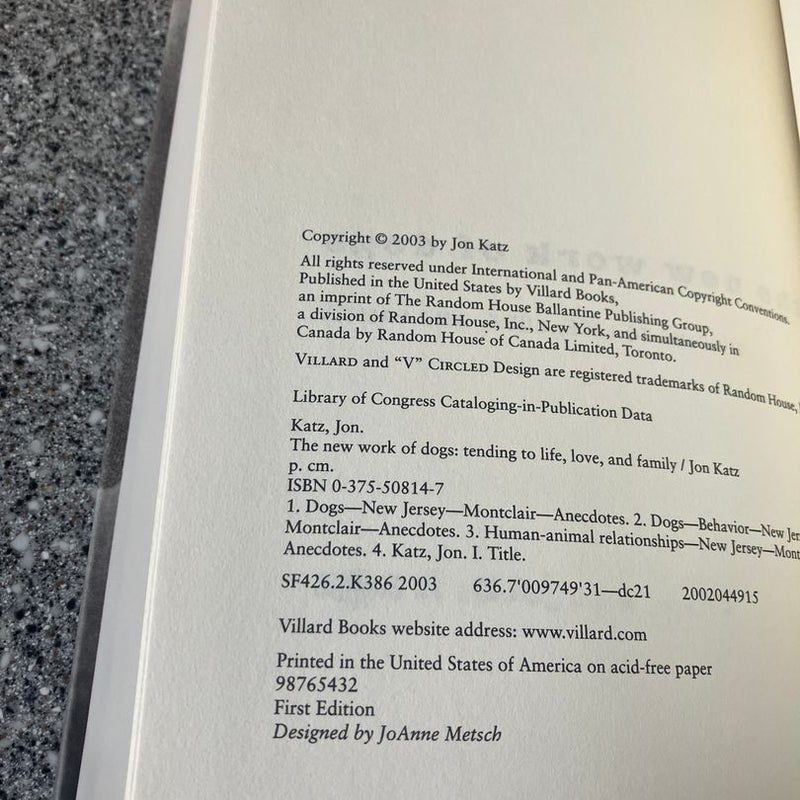 Copyright © 2003 by Jon Katz
All rights reserved under International and Pan-American Copyright Conventions.
Published in the United States by Villard Books,
an imprint of The Random House Ballantine Publishing Group,
a division of Random House, Inc., New York, and simultaneously in
Canada by Random House of Canada Limited, Toronto.
VILLARD and “V” CIRCLED Design are registered trademarks of Random House,
Library of Congress Cataloging-in-Publication Data
Katz, Jon.
The new work of dogs: tending to life, love, and family / Jon Katz
p. cm.
ISBN 0-375-50814-7
1. Dogs—New Jersey—Montclair—Anecdotes. 2. Dogs—Behavior—New Jer
Montclair—Anecdotes. 3. Human-animal relationships—New Jersey—Mont
Anecdotes. 4. Katz, Jon. I. Title.
SF426.2.K386 2003 636.7'009749'31—dc21 2002044915
Villard Books website address: www.villard.com
Printed in the United States of America on acid-free paper
98765432
First Edition
Designed by JoAnne Metsch